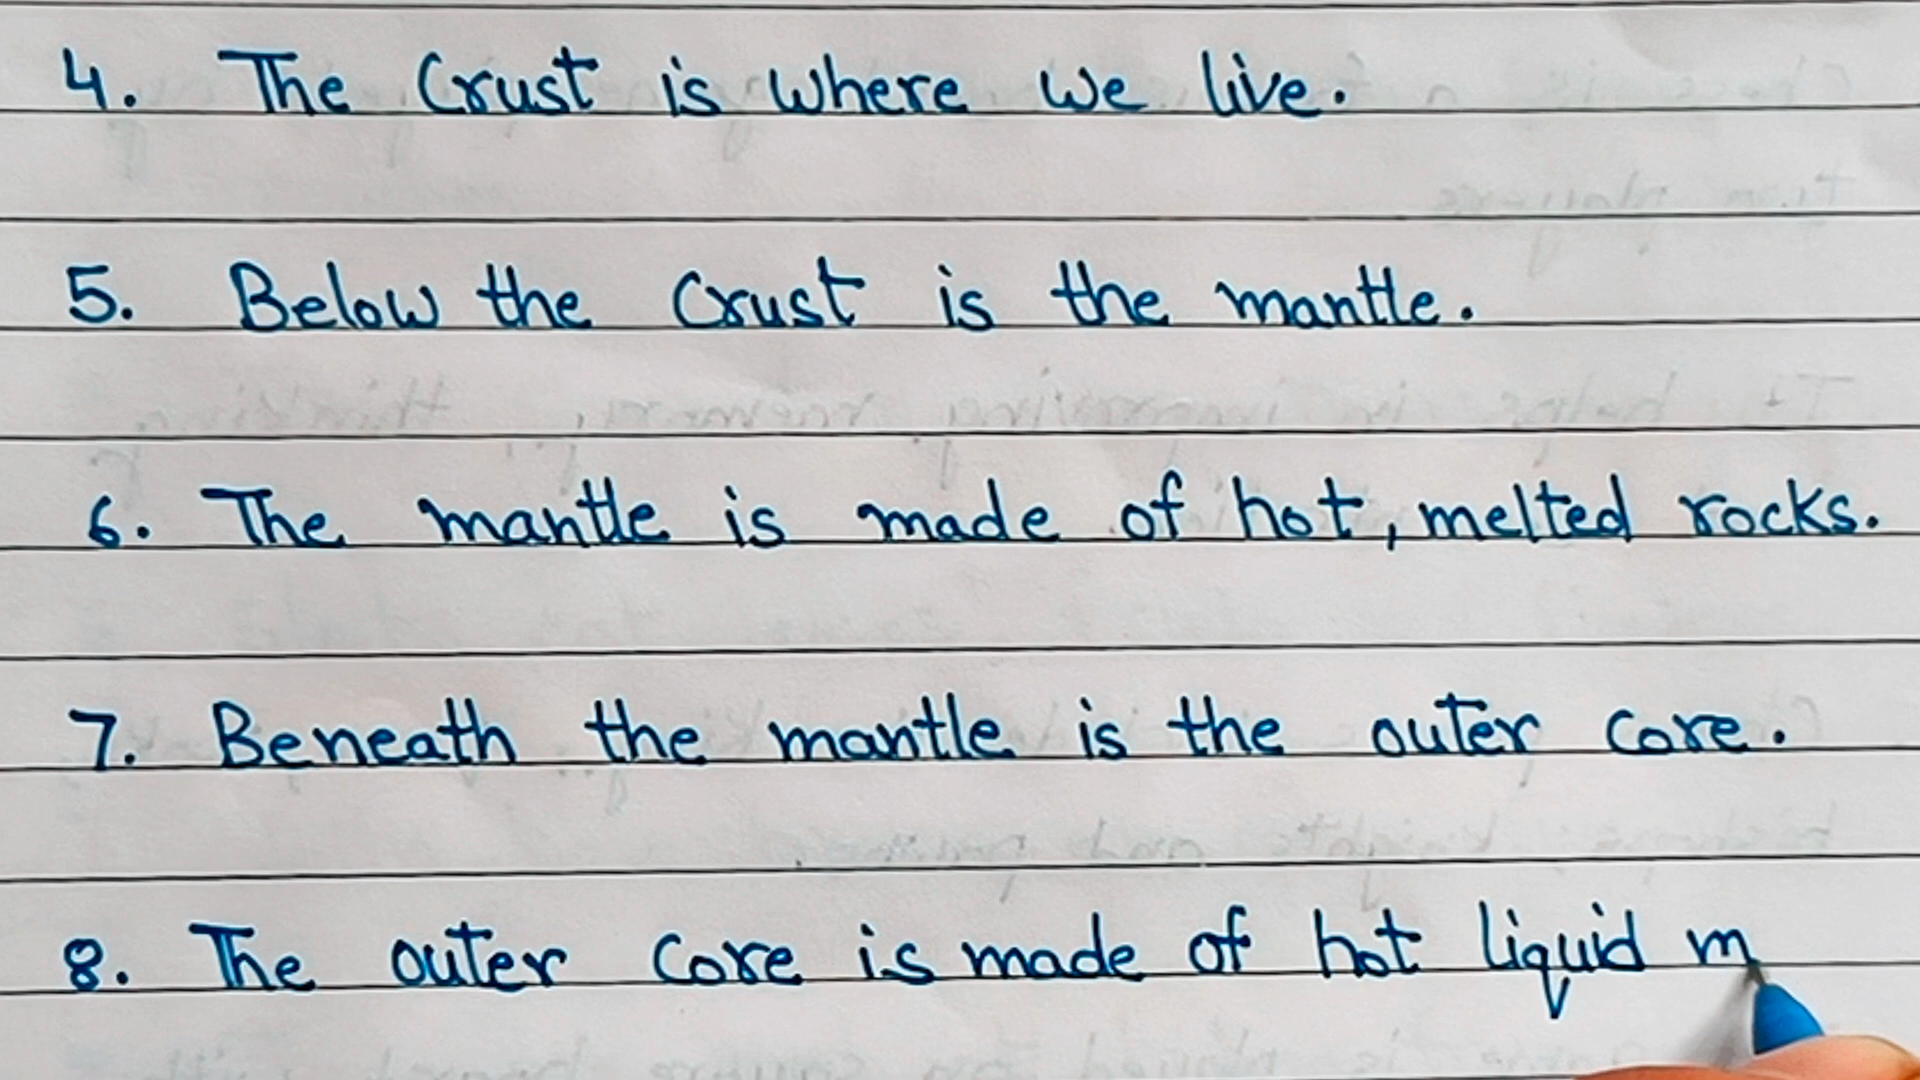 4. The Crust is where we live.
5. Below the Crust is the mantle.
6. The mantle is made of hot, melted rocks.
7. Beneath the mantle is the outer core.
8. The outer core is made of hot liquid m